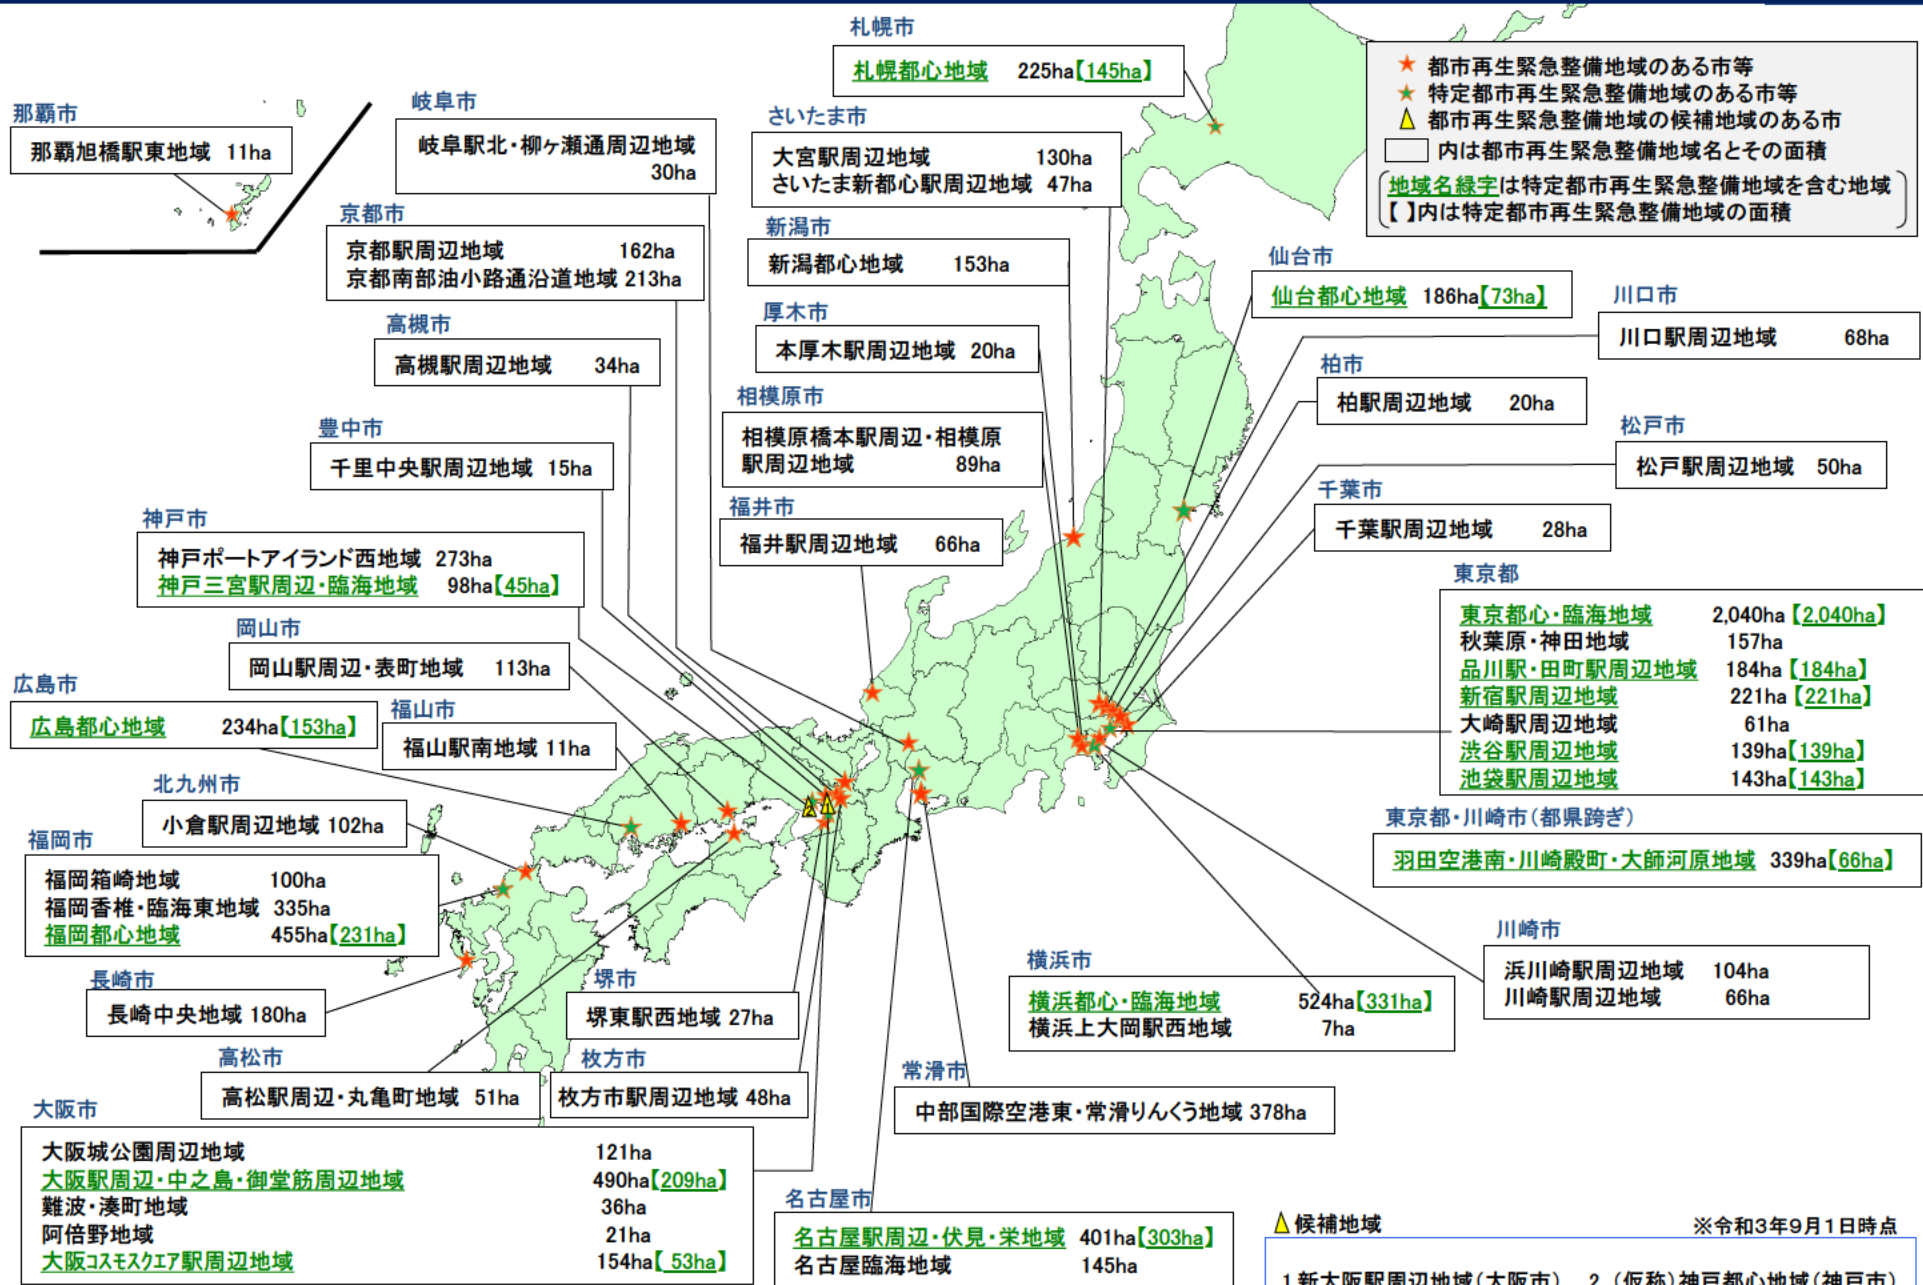 札幌市
札幌都心地域 225ha【145ha】
★ 都市再生緊急整備地域のある市等
★ 特定都市再生緊急整備地域のある市等
△ 都市再生緊急整備地域の候補地域のある市
内は都市再生緊急整備地域名とその面積
地域名緑字は特定都市再生緊急整備地域を含む地域
【 】内は特定都市再生緊急整備地域の面積
那覇市
那覇旭橋駅東地域 11ha
岐阜市
岐阜駅北・柳ヶ瀬通周辺地域
30ha
さいたま市
大宮駅周辺地域 130ha
さいたま新都心駅周辺地域 47ha
京都市
京都駅周辺地域 162ha
京都南部油小路通沿道地域 213ha
新潟市
新潟都心地域 153ha
仙台市
仙台都心地域 186ha【73ha】
川口市
川口駅周辺地域 68ha
高槻市
高槻駅周辺地域 34ha
厚木市
本厚木駅周辺地域 20ha
柏市
柏駅周辺地域 20ha
相模原市
相模原橋本駅周辺・相模原
駅周辺地域 89ha
松戸市
松戸駅周辺地域 50ha
豊中市
千里中央駅周辺地域 15ha
千葉市
千葉駅周辺地域 28ha
福井市
福井駅周辺地域 66ha
神戸市
神戸ポートアイランド西地域 273ha
神戸三宮駅周辺・臨海地域 98ha【45ha】
東京都
東京都心・臨海地域 2,040ha【2,040ha】
秋葉原・神田地域 157ha
品川駅・田町駅周辺地域 184ha【184ha】
新宿駅周辺地域 221ha【221ha】
大崎駅周辺地域 61ha
渋谷駅周辺地域 139ha【139ha】
池袋駅周辺地域 143ha【143ha】
岡山市
岡山駅周辺・表町地域 113ha
広島市
広島都心地域 234ha【153ha】
福山市
福山駅南地域 11ha
北九州市
小倉駅周辺地域 102ha
東京都・川崎市（都県跨ぎ）
羽田空港南・川崎殿町・大師河原地域 339ha【66ha】
福岡市
福岡箱崎地域 100ha
福岡香椎・臨海東地域 335ha
福岡都心地域 455ha【231ha】
川崎市
浜川崎駅周辺地域 104ha
川崎駅周辺地域 66ha
横浜市
横浜都心・臨海地域 524ha【331ha】
横浜上大岡駅西地域 7ha
長崎市
長崎中央地域 180ha
堺市
堺東駅西地域 27ha
高松市
高松駅周辺・丸亀町地域 51ha
枚方市
枚方市駅周辺地域 48ha
常滑市
中部国際空港東・常滑りんくう地域 378ha
2
1
大阪市
大阪城公園周辺地域 121ha
大阪駅周辺・中之島・御堂筋周辺地域 490ha【209ha】
難波・湊町地域 36ha
阿倍野地域 21ha
大阪コスモスクエア駅周辺地域 154ha【 53ha】
名古屋市
名古屋駅周辺・伏見・栄地域 401ha【303ha】
名古屋臨海地域 145ha
△候補地域
※令和3年9月1日時点
1 新大阪駅周辺地域（大阪市） 2 （仮称）神戸都心地域（神戸市）